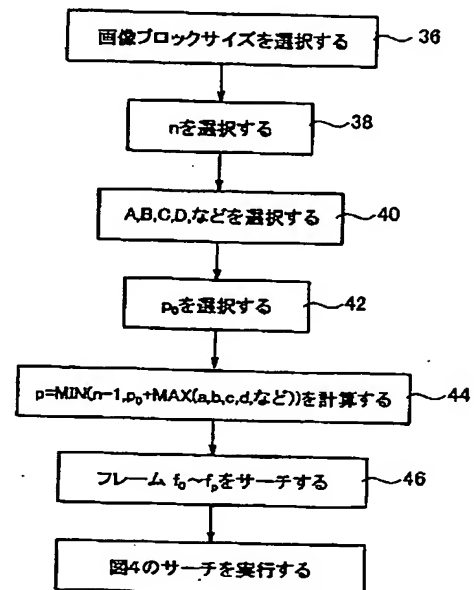 画像ブロックサイズを選択する 36
nを選択する 38
A,B,C,D,などを選択する 40
p₀を選択する 42
p=MIN(n-1,p₀+MAX(a,b,c,d,など))を計算する 44
フレーム f₀~fₚをサーチする 46
図4のサーチを実行する